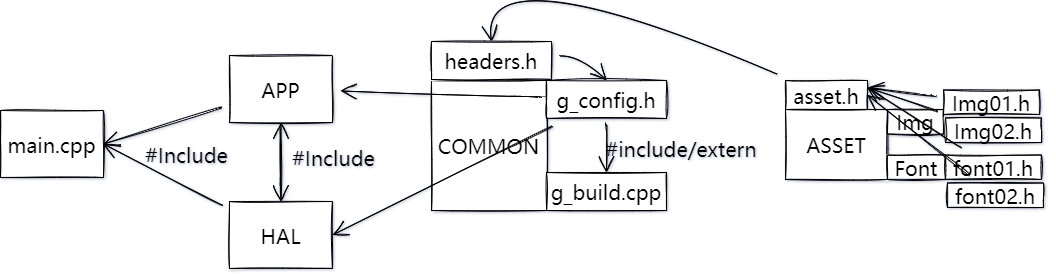 headers.h
APP
g_config.h
asset.h
Img01.h
Img
Img02.h
main.cpp
#Include
#Include
COMMON
#include/extern
ASSET
Font
font01.h
g_build.cpp
font02.h
HAL